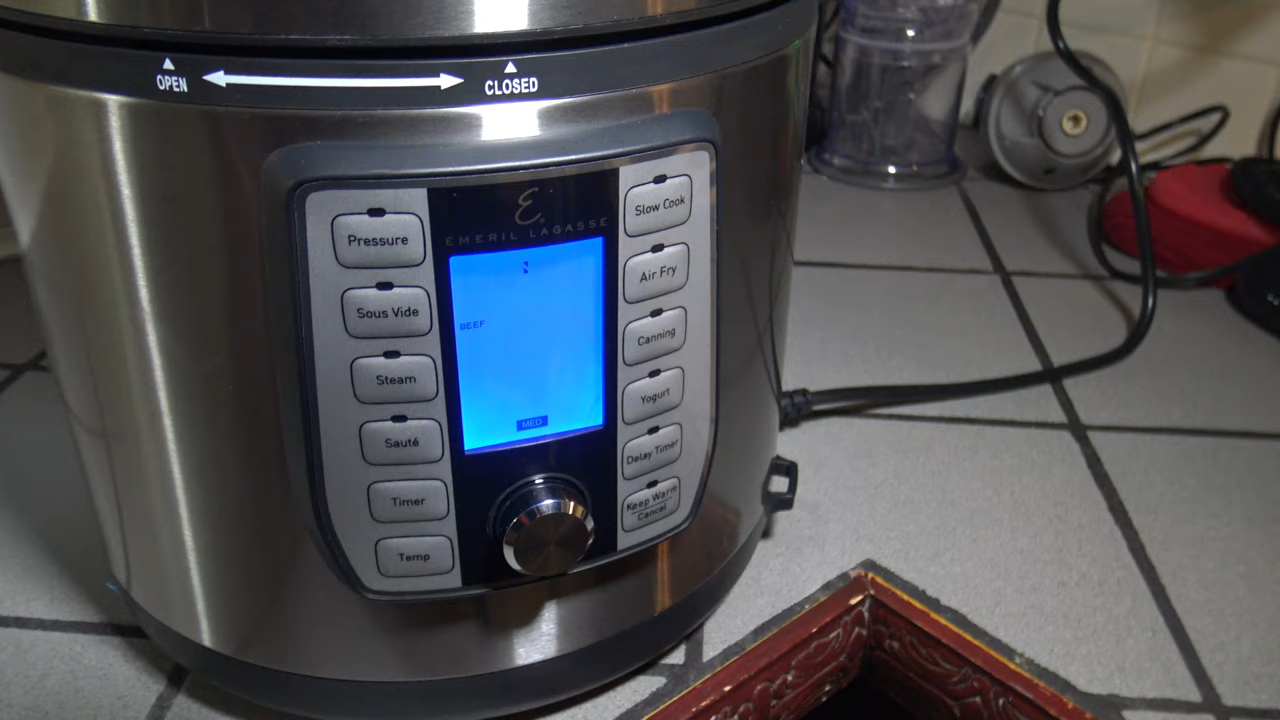 OPEN
CLOSED
E
EMERIL LAGASSE
Pressure
Sous Vide
Steam
Sauté
Timer
Temp
BEEF
MED
Slow Cook
Air Fry
Canning
Yogurt
Delay Timer
Keep Warm
Cancel